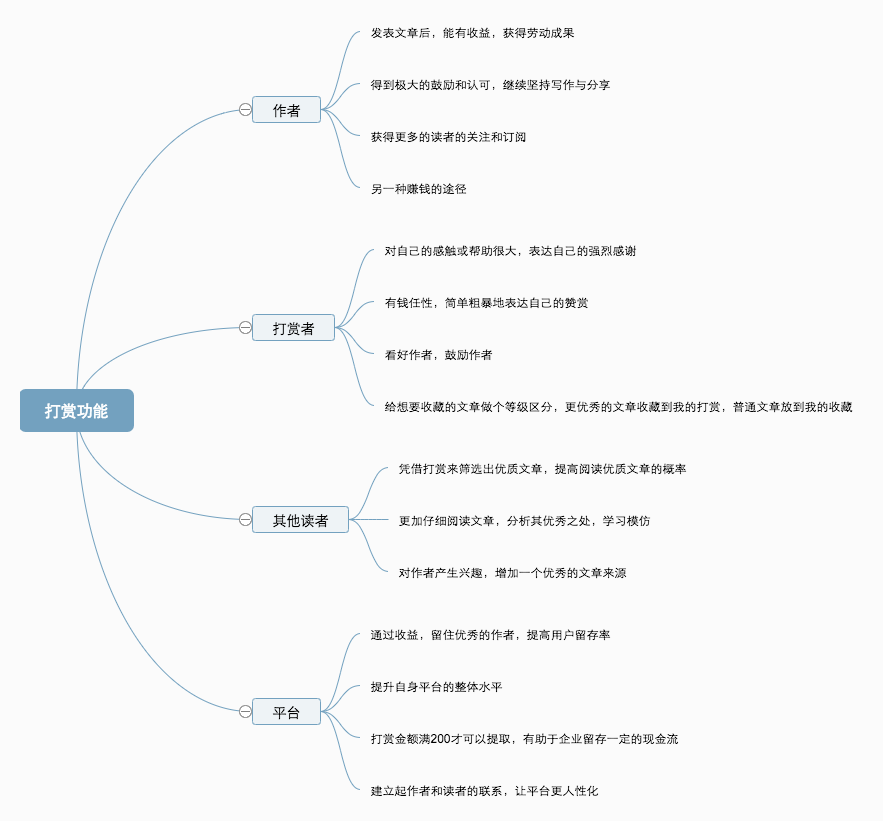 打赏功能
作者
发表文章后，能有收益，获得劳动成果
得到极大的鼓励和认可，继续坚持写作与分享
获得更多的读者的关注和订阅
另一种赚钱的途径
打赏者
对自己的感触或帮助很大，表达自己的强烈感谢
有钱任性，简单粗暴地表达自己的赞赏
看好作者，鼓励作者
给想要收藏的文章做个等级区分，更优秀的文章收藏到我的打赏，普通文章放到我的收藏
其他读者
凭借打赏来筛选出优质文章，提高阅读优质文章的概率
更加仔细阅读文章，分析其优秀之处，学习模仿
对作者产生兴趣，增加一个优秀的文章来源
平台
通过收益，留住优秀的作者，提高用户留存率
提升自身平台的整体水平
打赏金额满200才可以提取，有助于企业留存一定的现金流
建立起作者和读者的联系，让平台更人性化